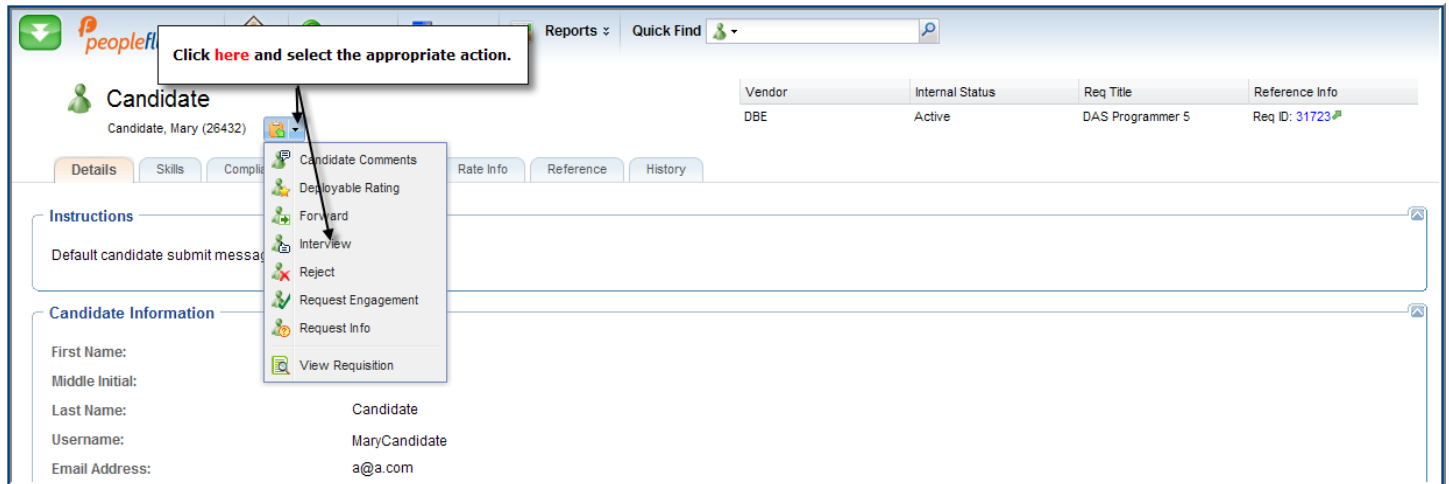 peoplefl
Reports
Quick Find
Click here and select the appropriate action.
Candidate
Candidate, Mary (26432)
Vendor Internal Status Req Title Reference Info
DBE Active DAS Programmer 5 Req ID: 31723
Details Skills Complia Rate Info Reference History
Candidate Comments
Deployable Rating
Forward
Interview
Reject
Request Engagement
Request Info
View Requisition
Instructions
Default candidate submit messag
Candidate Information
First Name:
Middle Initial:
Last Name: Candidate
Username: MaryCandidate
Email Address: a@a.com